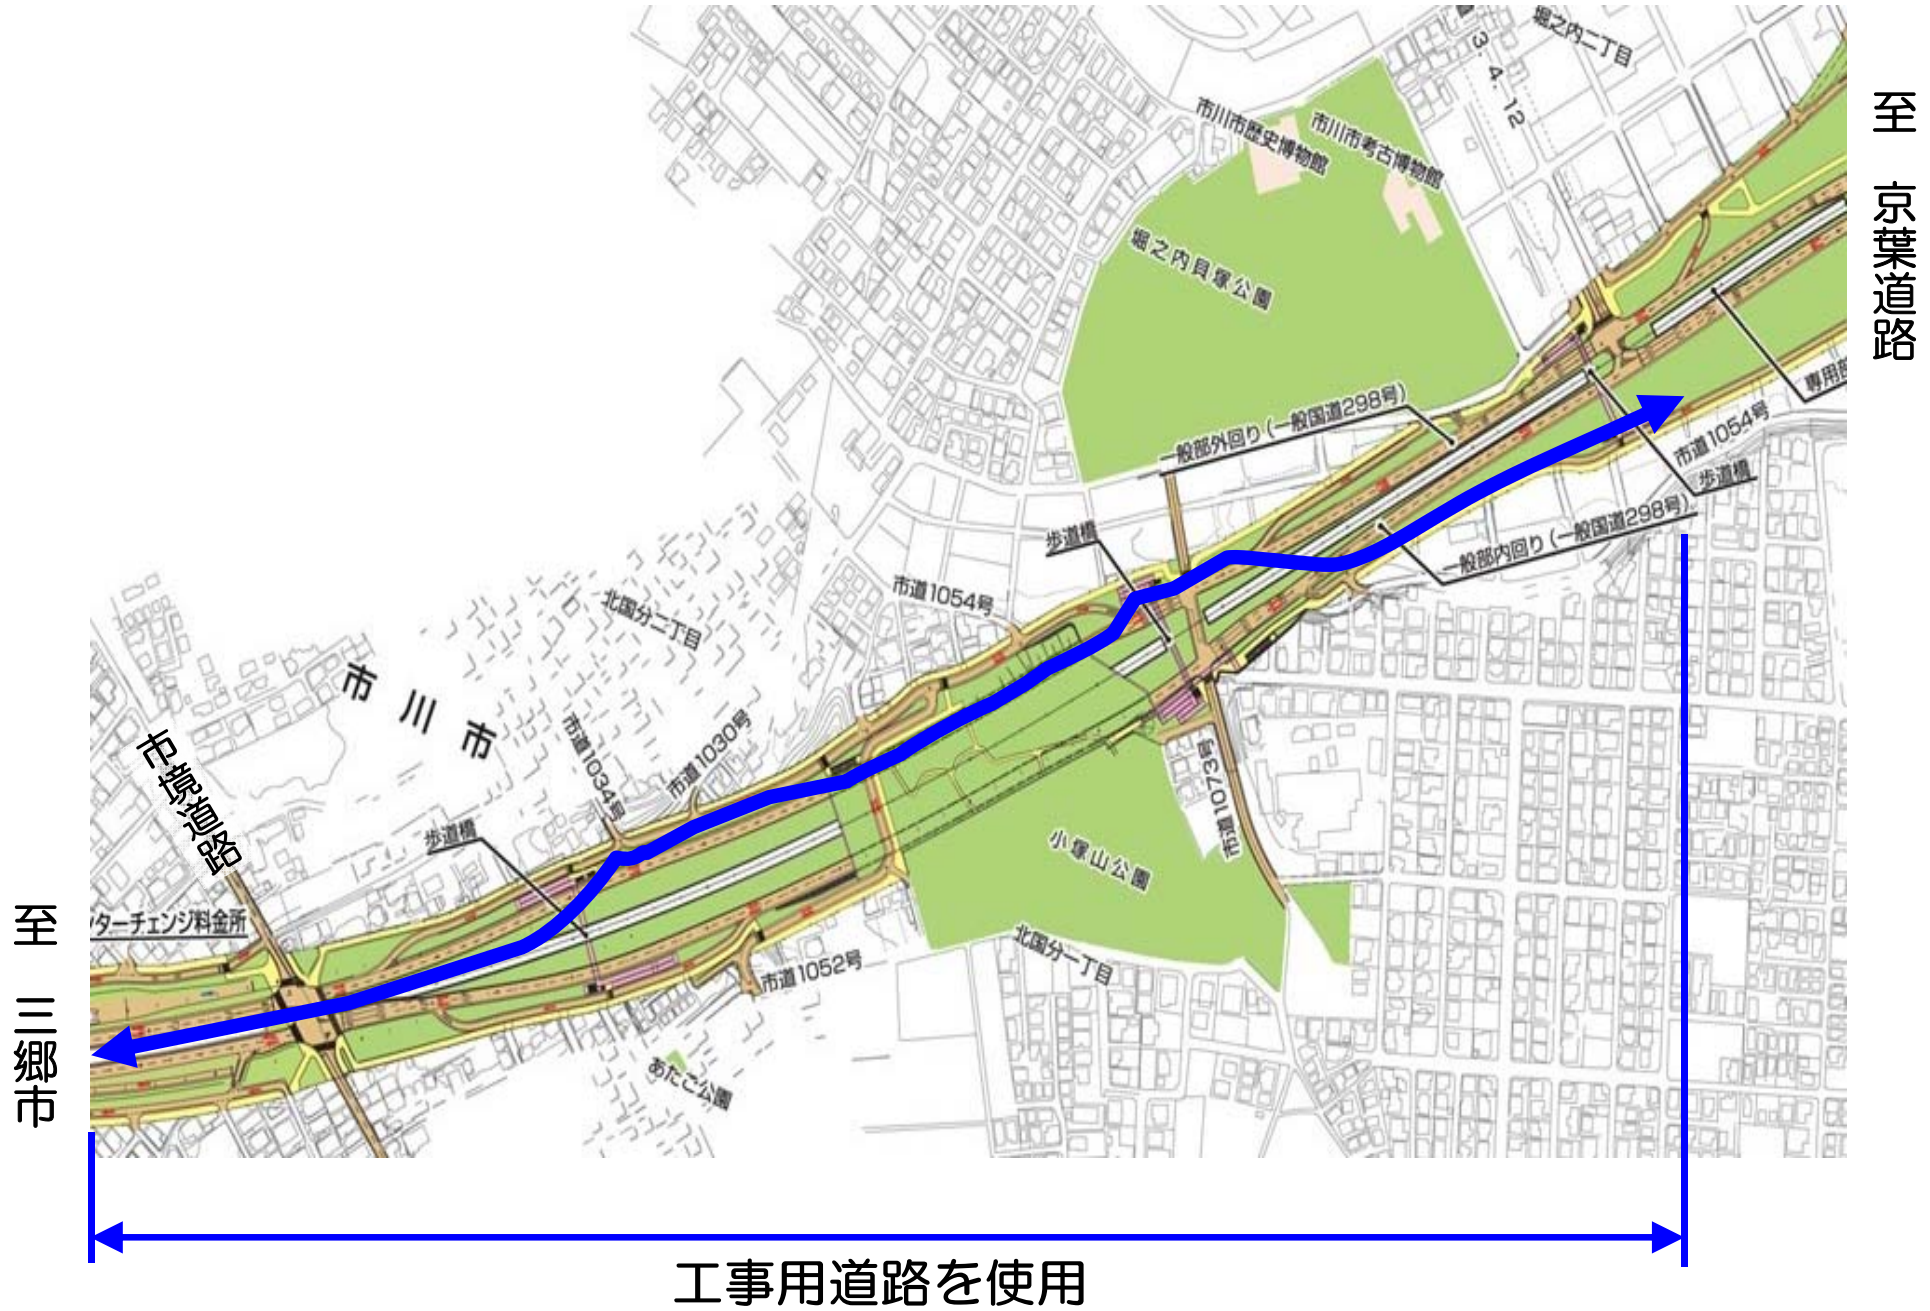 堀之内二丁目
3. 4. 12
市川市歴史博物館
市川市考古博物館
至 京葉道路
堀之内貝塚公園
専用部
一般部外回り(一般国道298号)
市道1054号
歩道橋
一般部内回り(一般国道298号)
歩道橋
市道1054号
北国分二丁目
市川市
市道1034号
市道1030号
市境道路
歩道橋
市道1073号
小塚山公園
ンターチェンジ料金所
北国分一丁目
市道1052号
至 三郷市
あたご公園
工事用道路を使用